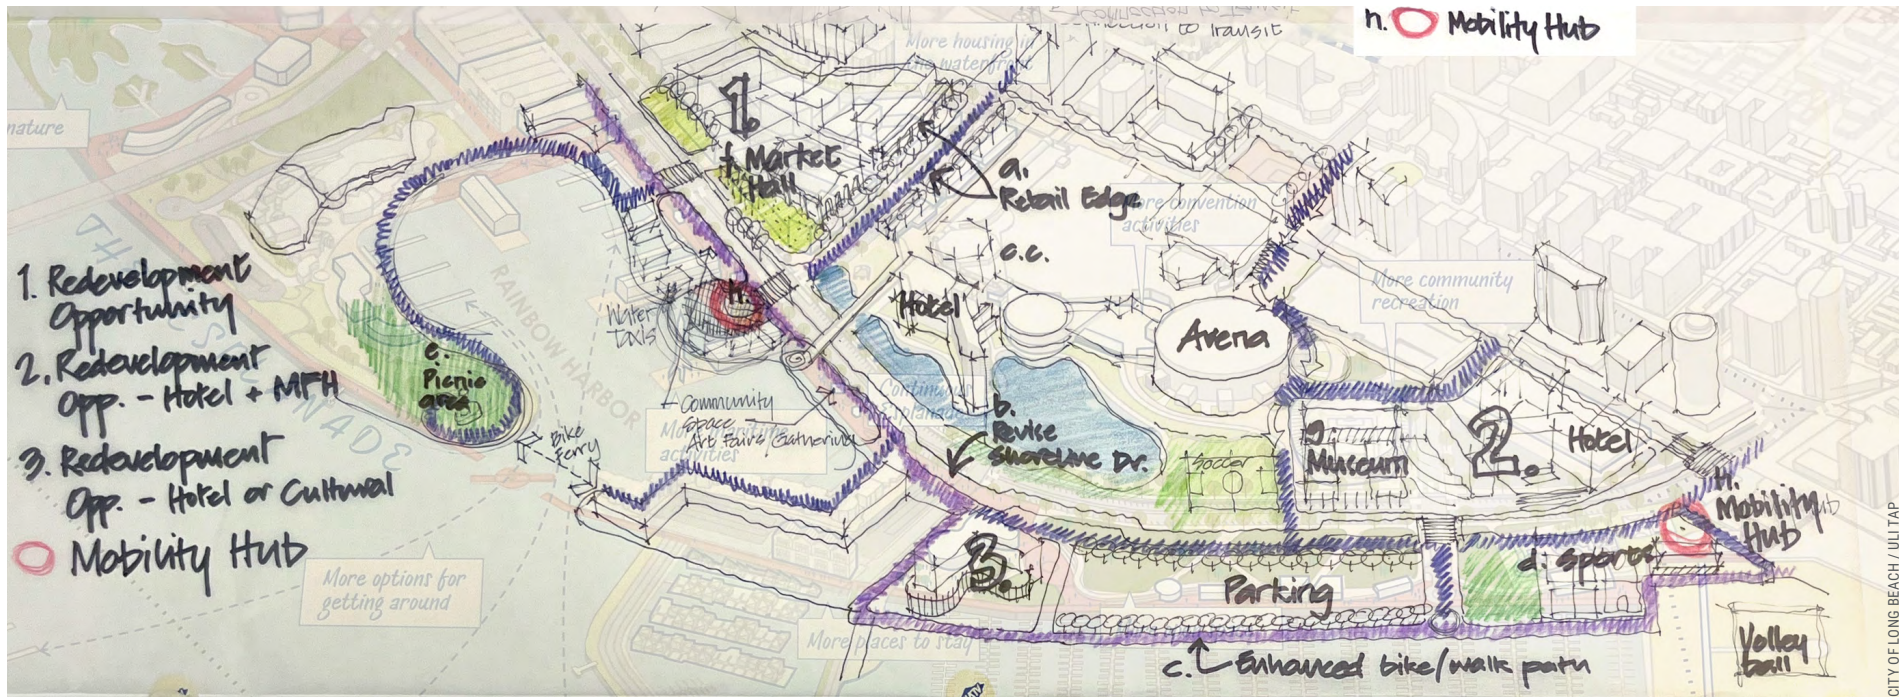 h. Mobility Hub
Connection to Transit
More housing in
the waterfront
nature
1.
f. Market
Hall
a.
Retail Edge
More convention
activities
c.c.
1. Redevelopment
Opportunity
2. Redevelopment
Opp. - Hotel + MFH
3. Redevelopment
Opp. - Hotel or Cultural
Mobility Hub
RAINBOW HARBOR
Water
Taxis
h.
Hotel
Arena
More community
recreation
e.
Picnic
area
Community
Space
Art Fairs/Gathering
activities
Bike
Ferry
Continuous
b.
Revise
Shoreline Dr.
Soccer
g.
Museum
2.
Hotel
h.
Mobility
Hub
3.
Parking
d. Sports
Volley
ball
More options for
getting around
More places to stay
c. Enhanced bike/walk path
CITY OF LONG BEACH / ULI TAP